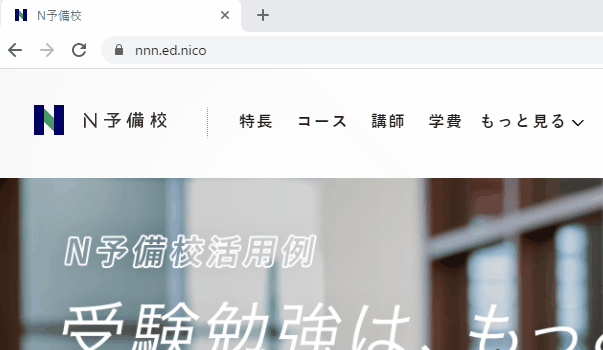 N予備校
nnn.ed.nico
N予備校
特長 コース 講師 学費 もっと見る
N予備校活用例
受験勉強は、もっ